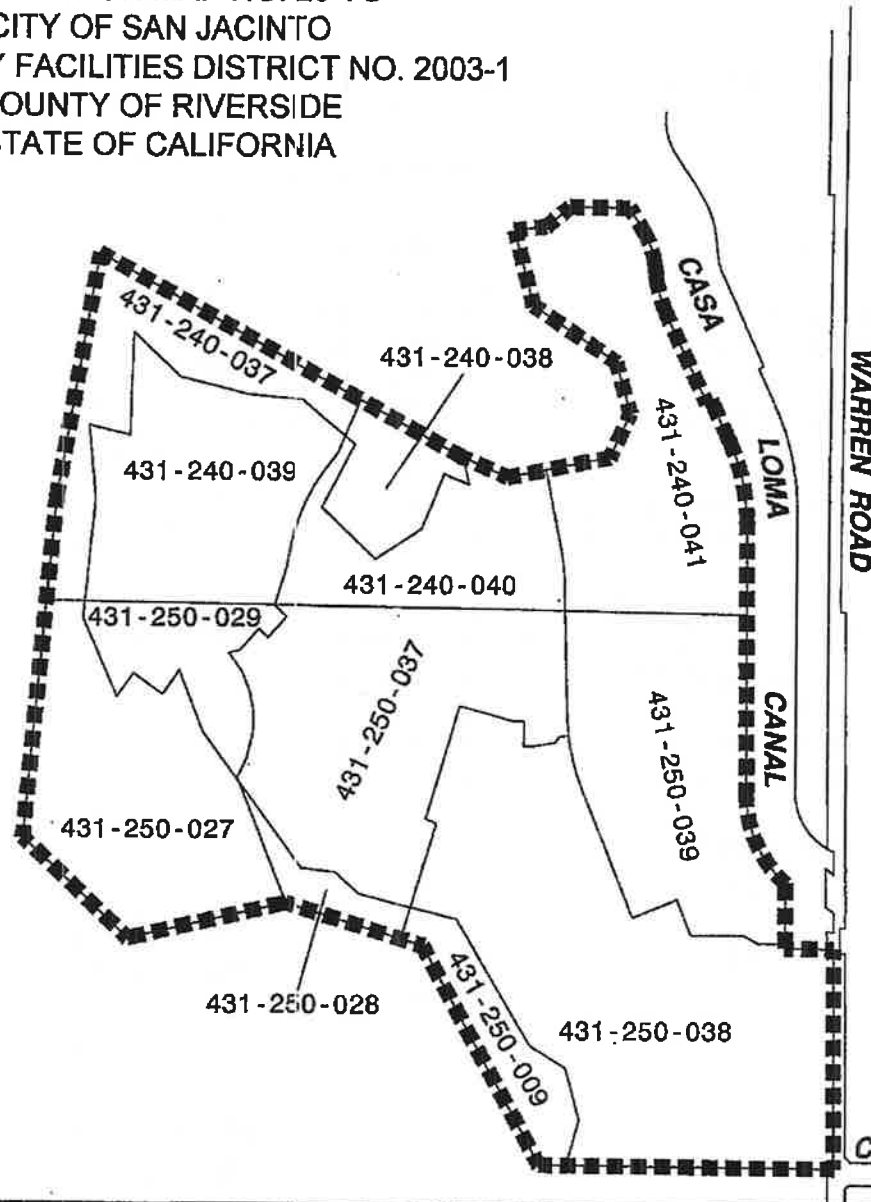 CITY OF SAN JACINTO
FACILITIES DISTRICT NO. 2003-1
COUNTY OF RIVERSIDE
STATE OF CALIFORNIA
CASA
431-240-037
431-240-038
WARREN ROAD
431-240-039
431-240-041
LOMA
431-240-040
431-250-029
431-250-037
431-250-039
CANAL
431-250-027
431-250-028
431-250-009
431-250-038